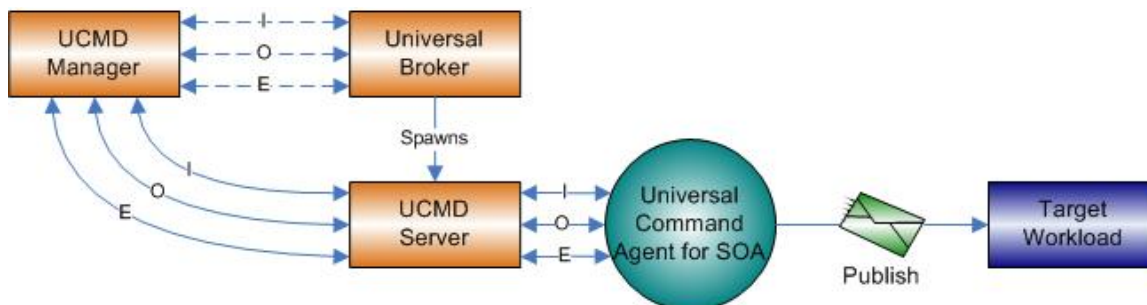 UCMD
Manager
I
O
E
Universal
Broker
Spawns
I
O
E
UCMD
Server
I
O
E
Universal
Command
Agent for SOA
Publish
Target
Workload